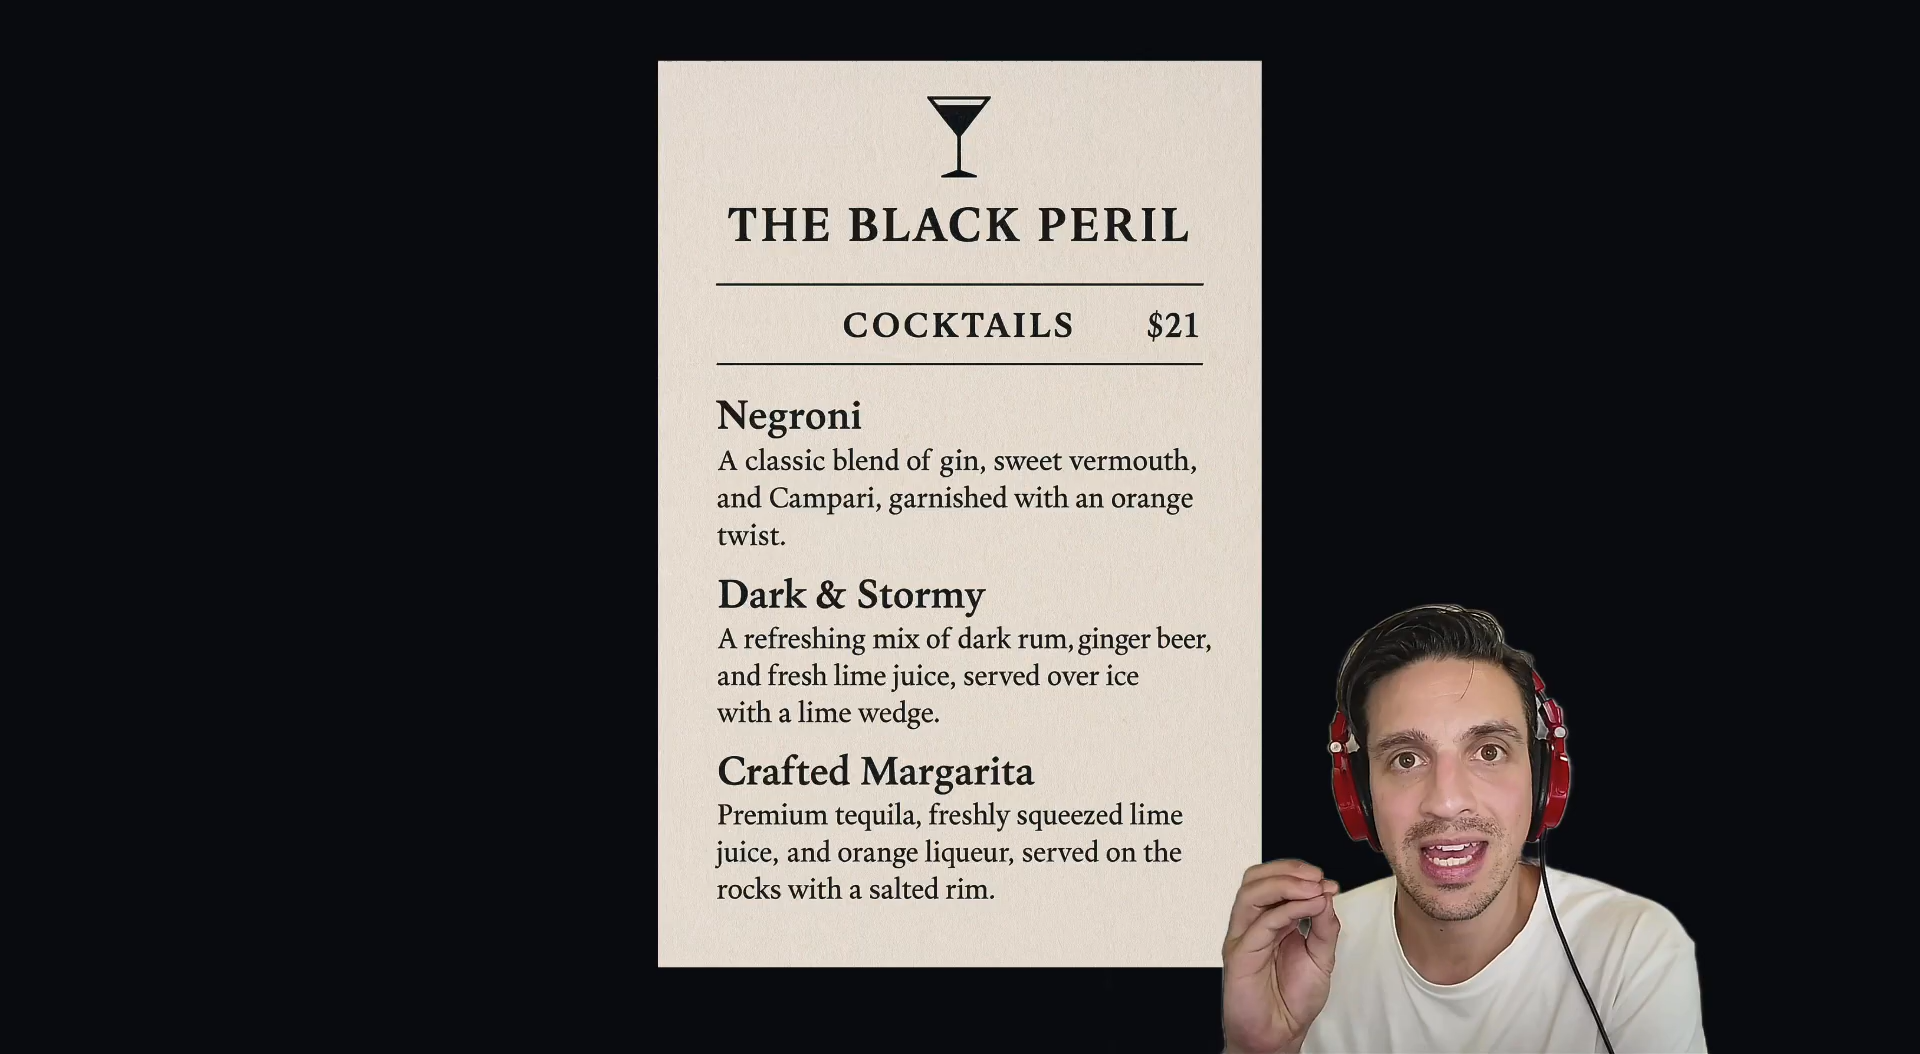 THE BLACK PERIL
COCKTAILS $21
Negroni
A classic blend of gin, sweet vermouth,
and Campari, garnished with an orange
twist.
Dark & Stormy
A refreshing mix of dark rum, ginger beer,
and fresh lime juice, served over ice
with a lime wedge.
Crafted Margarita
Premium tequila, freshly squeezed lime
juice, and orange liqueur, served on the
rocks with a salted rim.